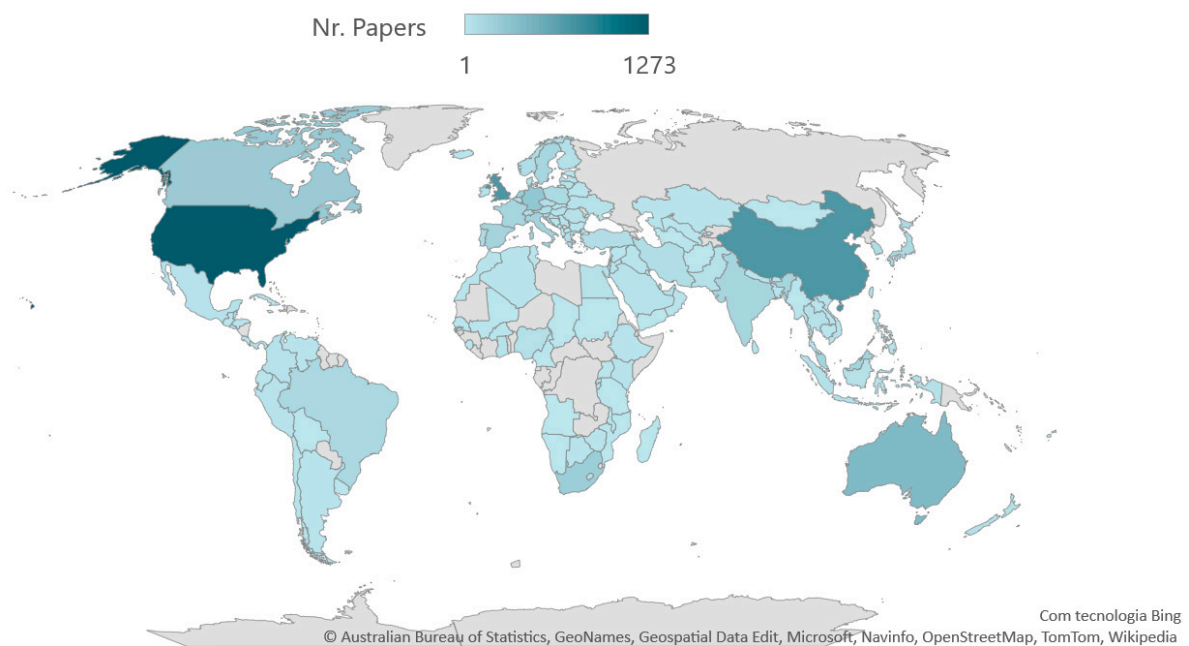 Nr. Papers
1 1273
Com tecnologia Bing
© Australian Bureau of Statistics, GeoNames, Geospatial Data Edit, Microsoft, Navinfo, OpenStreetMap, TomTom, Wikipedia